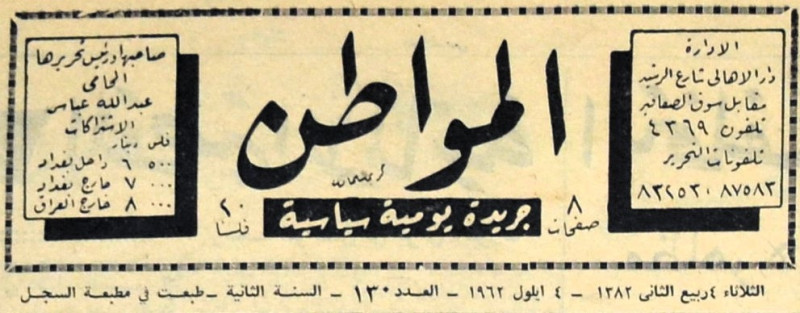 الادارة
دار الاهالي شارع الرشيد
مقابل سوق الصفافير
تلفون ٤٣٦٩
تلفونات التحرير
٨٧٥٨٣ ٨٣٢٥٣
المواطن
صاحبها ورئيس تحريرها
المحامي
عبدالله عباس
الاشتراكات
فلس دينار
٥٠٠ ٦ داخل بغداد
٠٠٠ ٧ خارج بغداد
٠٠٠ ٨ خارج العراق
٨ صفحات
جريدة يومية سياسية
٢٠ فلسا
الثلاثاء ٤ ربيع الثاني ١٣٨٢ - ٤ ايلول ١٩٦٢ - العدد ١٣٠ - السنة الثانية - طبعت في مطبعة السجل